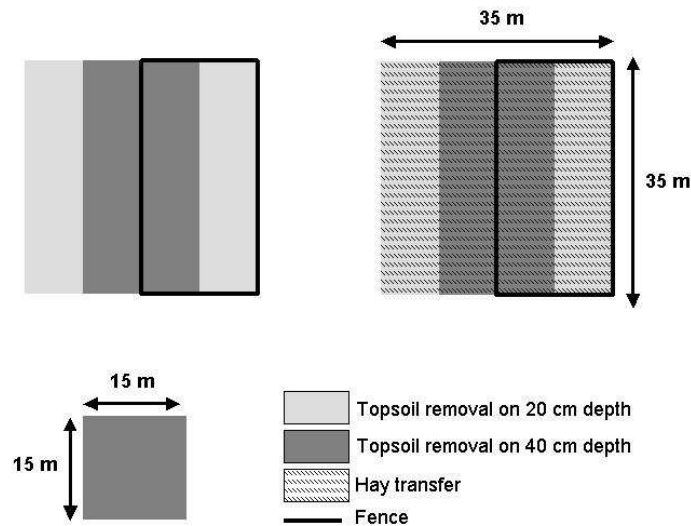 35 m
35 m
15 m
15 m
Topsoil removal on 20 cm depth
Topsoil removal on 40 cm depth
Hay transfer
Fence